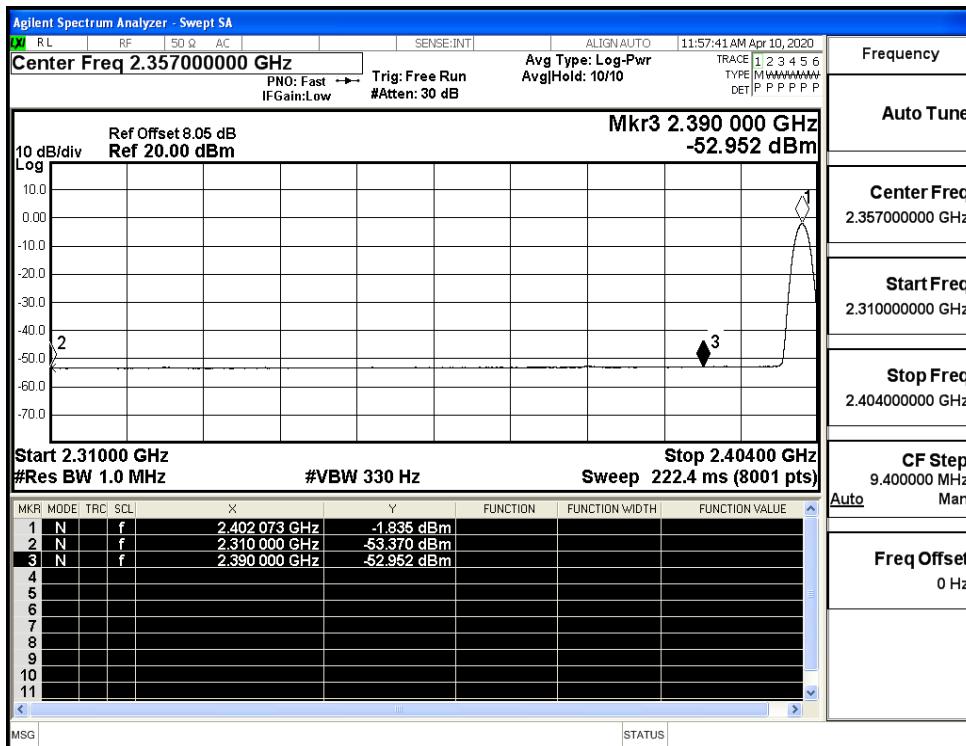 Agilent Spectrum Analyzer - Swept SA
LXI RL RF 50 Ω AC SENSE:INT ALIGN AUTO 11:57:41 AM Apr 10, 2020
Center Freq 2.357000000 GHz
PNO: Fast
IFGain:Low
Trig: Free Run
#Atten: 30 dB
Avg Type: Log-Pwr
Avg|Hold: 10/10
TRACE 1 2 3 4 5 6
TYPE M WWWWW
DET P P P P P P
Ref Offset 8.05 dB
10 dB/div Ref 20.00 dBm
Log
Mkr3 2.390 000 GHz
-52.952 dBm
10.0
0.00
-10.0
-20.0
-30.0
-40.0
-50.0
-60.0
-70.0
1
2
3
Start 2.31000 GHz Stop 2.40400 GHz
#Res BW 1.0 MHz #VBW 330 Hz Sweep 222.4 ms (8001 pts)
MKR MODE TRC SCL X Y FUNCTION FUNCTION WIDTH FUNCTION VALUE
1 N f 2.402 073 GHz -1.835 dBm
2 N f 2.310 000 GHz -53.370 dBm
3 N f 2.390 000 GHz -52.952 dBm
4
5
6
7
8
9
10
11
MSG STATUS
Frequency
Auto Tune
Center Freq
2.357000000 GHz
Start Freq
2.310000000 GHz
Stop Freq
2.404000000 GHz
CF Step
9.400000 MHz
Auto Man
Freq Offset
0 Hz